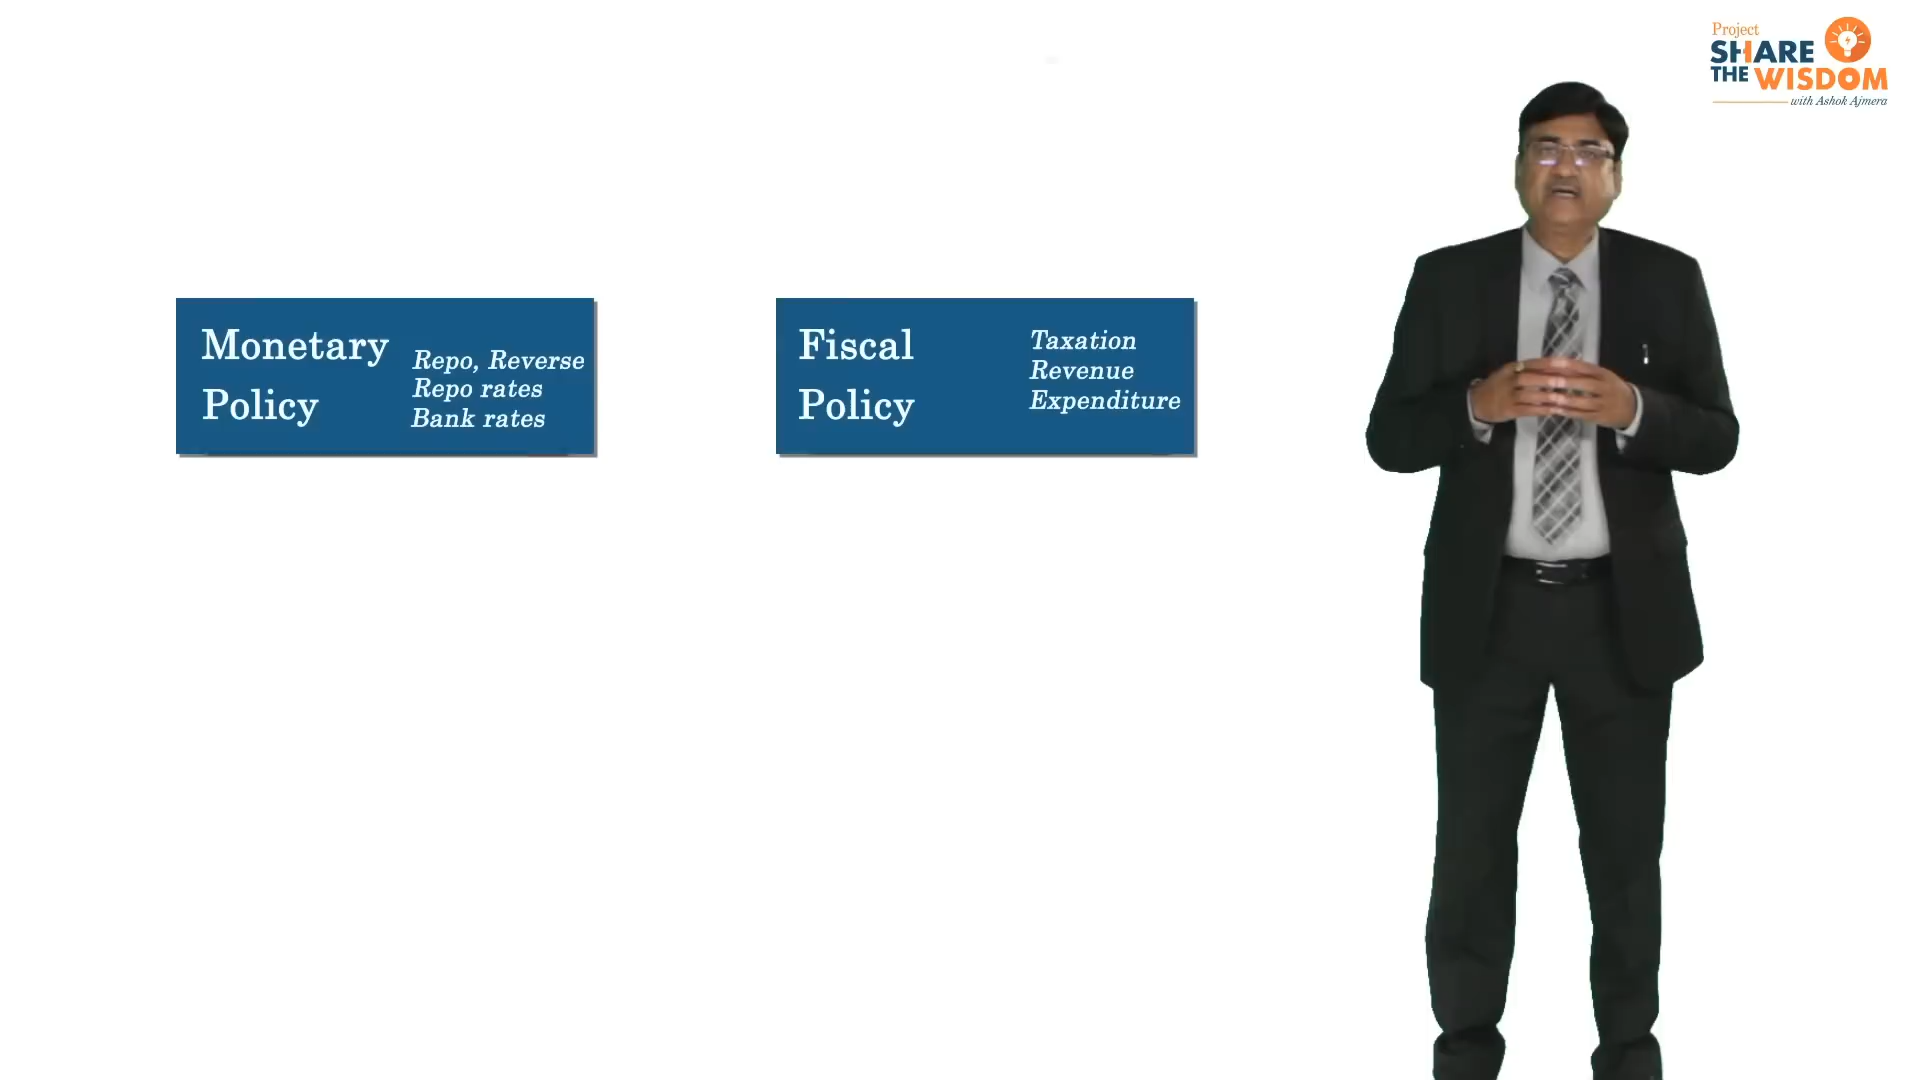 Project
SHARE
THE WISDOM
with Ashok Ajmera
Monetary
Policy
Repo, Reverse
Repo rates
Bank rates
Fiscal
Policy
Taxation
Revenue
Expenditure